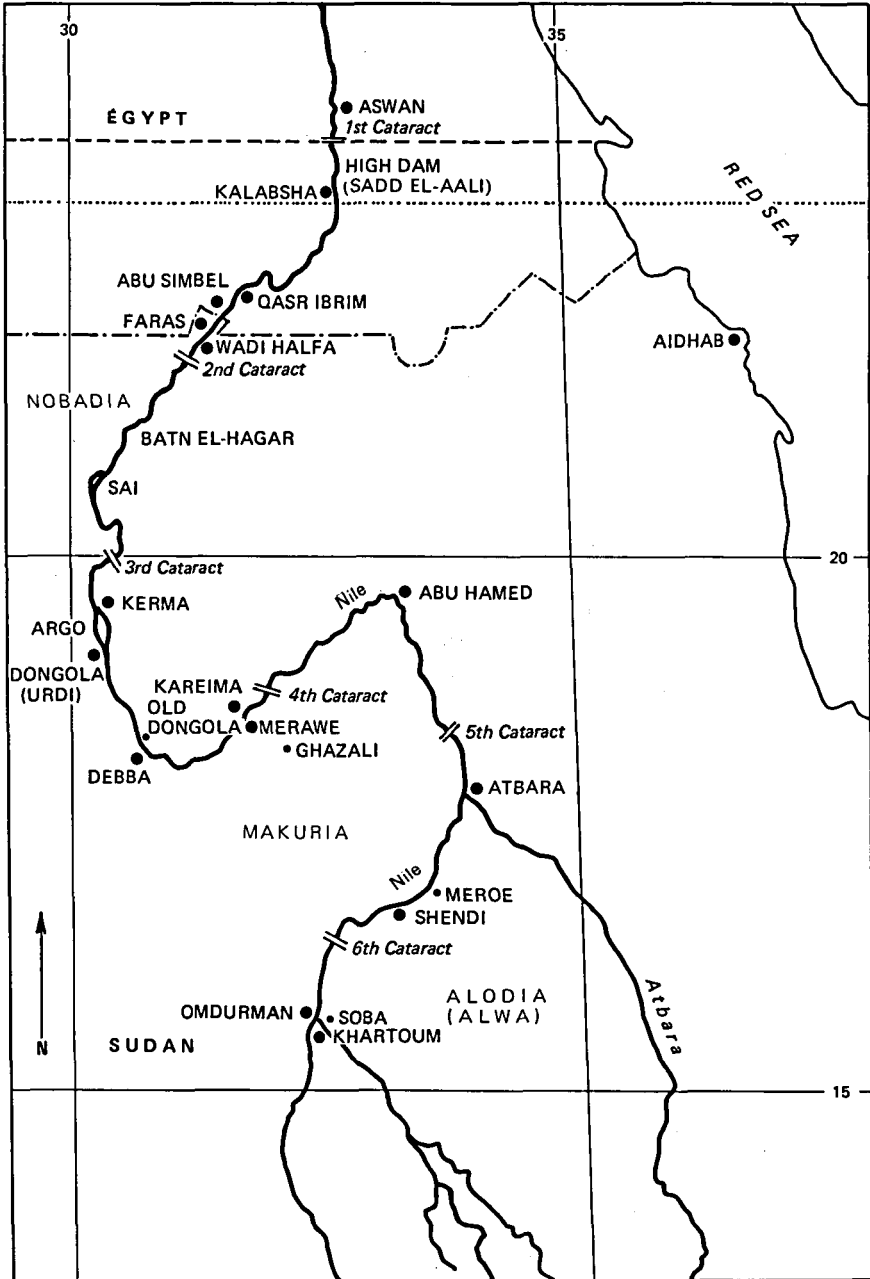 30
35
ASWAN
ÉGYPT
1st Cataract
HIGH DAM
(SADD EL-AALI)
KALABSHA
RED SEA
ABU SIMBEL
QASR IBRIM
FARAS
WADI HALFA
AIDHAB
2nd Cataract
NOBADIA
BATN EL-HAGAR
SAI
20
3rd Cataract
Nile
ABU HAMED
KERMA
ARGO
DONGOLA
(URDI)
KAREIMA
4th Cataract
OLD
DONGOLA
MERAWE
5th Cataract
GHAZALI
DEBBA
ATBARA
MAKURIA
Nile
MEROE
SHENDI
6th Cataract
Atbara
ALODIA
(ALWA)
OMDURMAN
SOBA
KHARTOUM
N
SUDAN
15